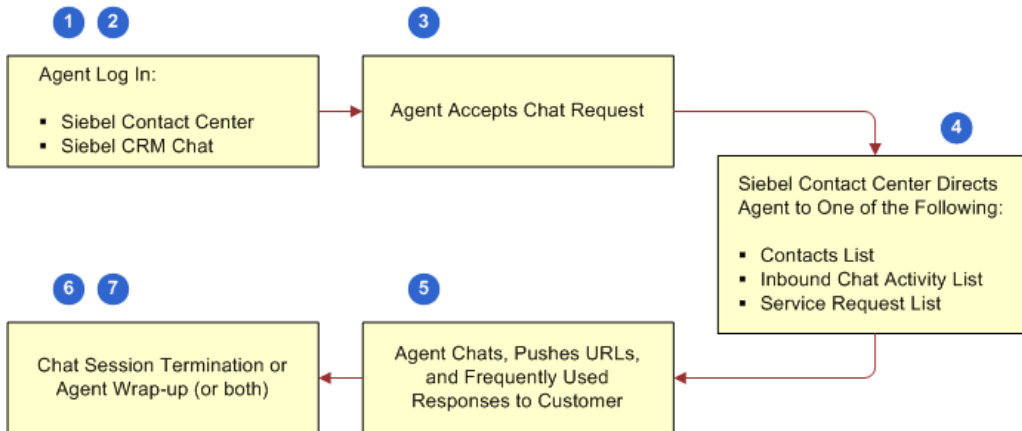 1 2
Agent Log In:
▪ Siebel Contact Center
▪ Siebel CRM Chat
3
Agent Accepts Chat Request
4
Siebel Contact Center Directs
Agent to One of the Following:
▪ Contacts List
▪ Inbound Chat Activity List
▪ Service Request List
5
Agent Chats, Pushes URLs,
and Frequently Used
Responses to Customer
6 7
Chat Session Termination or
Agent Wrap-up (or both)